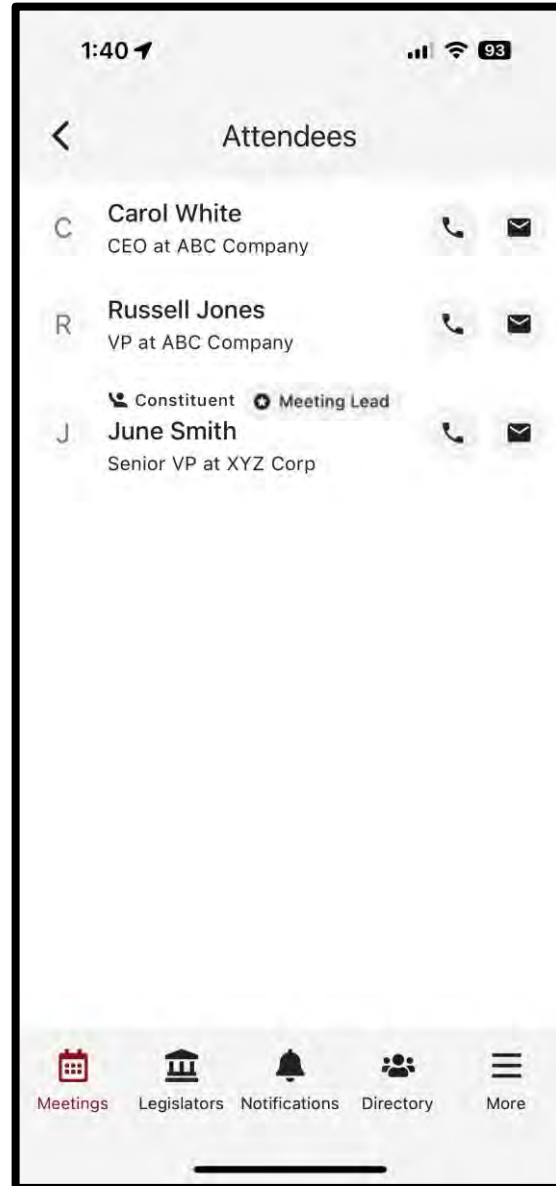 1:40
93
Attendees
C
Carol White
CEO at ABC Company
R
Russell Jones
VP at ABC Company
Constituent Meeting Lead
J
June Smith
Senior VP at XYZ Corp
Meetings Legislators Notifications Directory More